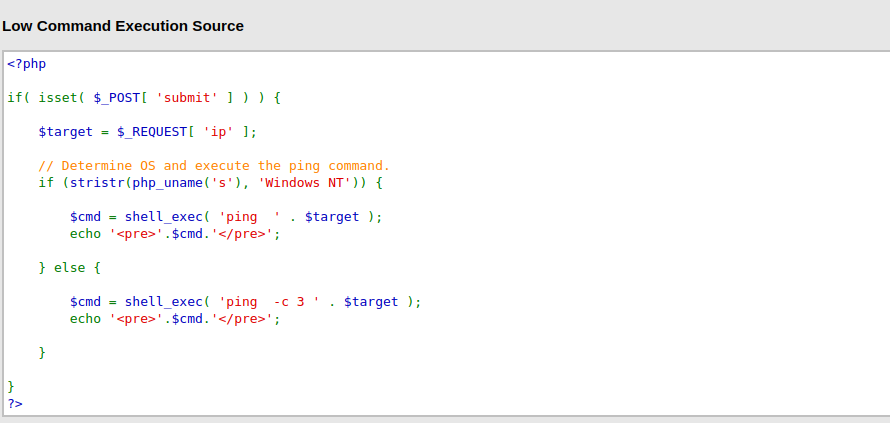 Low Command Execution Source
<?php
if( isset( $_POST[ 'submit' ] ) ) {
    $target = $_REQUEST[ 'ip' ];
    // Determine OS and execute the ping command.
    if (stristr(php_uname('s'), 'Windows NT')) {
        $cmd = shell_exec( 'ping  ' . $target );
        echo '<pre>'.$cmd.'</pre>';
    } else {
        $cmd = shell_exec( 'ping  -c 3 ' . $target );
        echo '<pre>'.$cmd.'</pre>';
    }
}
?>